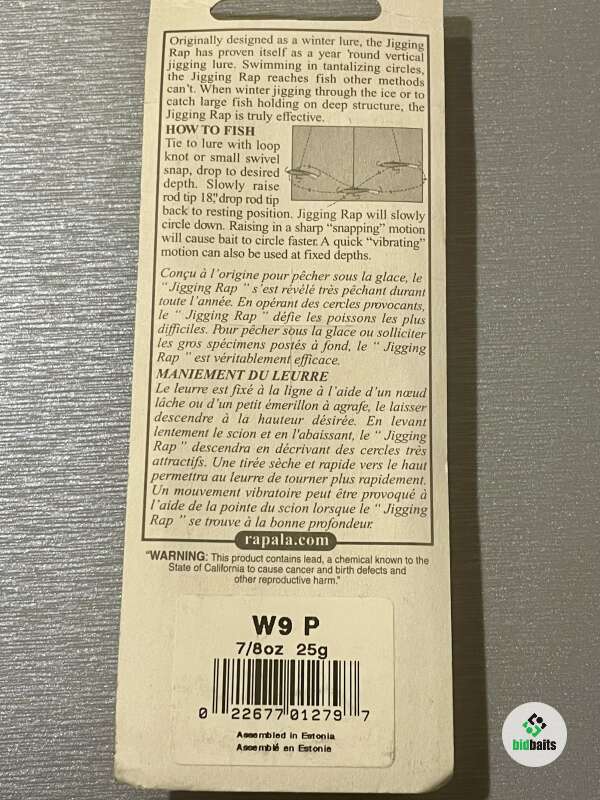 Originally designed as a winter lure, the Jigging
Rap has proven itself as a year 'round vertical
jigging lure. Swimming in tantalizing circles,
the Jigging Rap reaches fish other methods
can't. When winter jigging through the ice or to
catch large fish holding on deep structure, the
Jigging Rap is truly effective.
HOW TO FISH
Tie to lure with loop
knot or small swivel
snap, drop to desired
depth. Slowly raise
rod tip 18," drop rod tip
back to resting position. Jigging Rap will slowly
circle down. Raising in a sharp “snapping” motion
will cause bait to circle faster. A quick “vibrating”
motion can also be used at fixed depths.
Conçu à l'origine pour pêcher sous la glace, le
“Jigging Rap ” s'est révélé très pêchant durant
toute l'année. En opérant des cercles provocants,
le “ Jigging Rap ” défie les poissons les plus
difficiles. Pour pêcher sous la glace ou solliciter
les gros spécimens postés à fond, le “ Jigging
Rap ” est véritablement efficace.
MANIEMENT DU LEURRE
Le leurre est fixé à la ligne à l'aide d'un nœud
lâche ou d'un petit émerillon à agrafe, le laisser
descendre à la hauteur désirée. En levant
lentement le scion et en l'abaissant, le “ Jigging
Rap ” descendra en décrivant des cercles très
attractifs. Une tirée sèche et rapide vers le haut
permettra au leurre de tourner plus rapidement.
Un mouvement vibratoire peut être provoqué à
l'aide de la pointe du scion lorsque le “ Jigging
Rap ” se trouve à la bonne profondeur.
rapala.com
"WARNING: This product contains lead, a chemical known to the
State of California to cause cancer and birth defects and
other reproductive harm."
W9 P
7/8oz 25g
0 22677 01279 7
Assembled in Estonia
Assemblé en Estonie
bidbaits